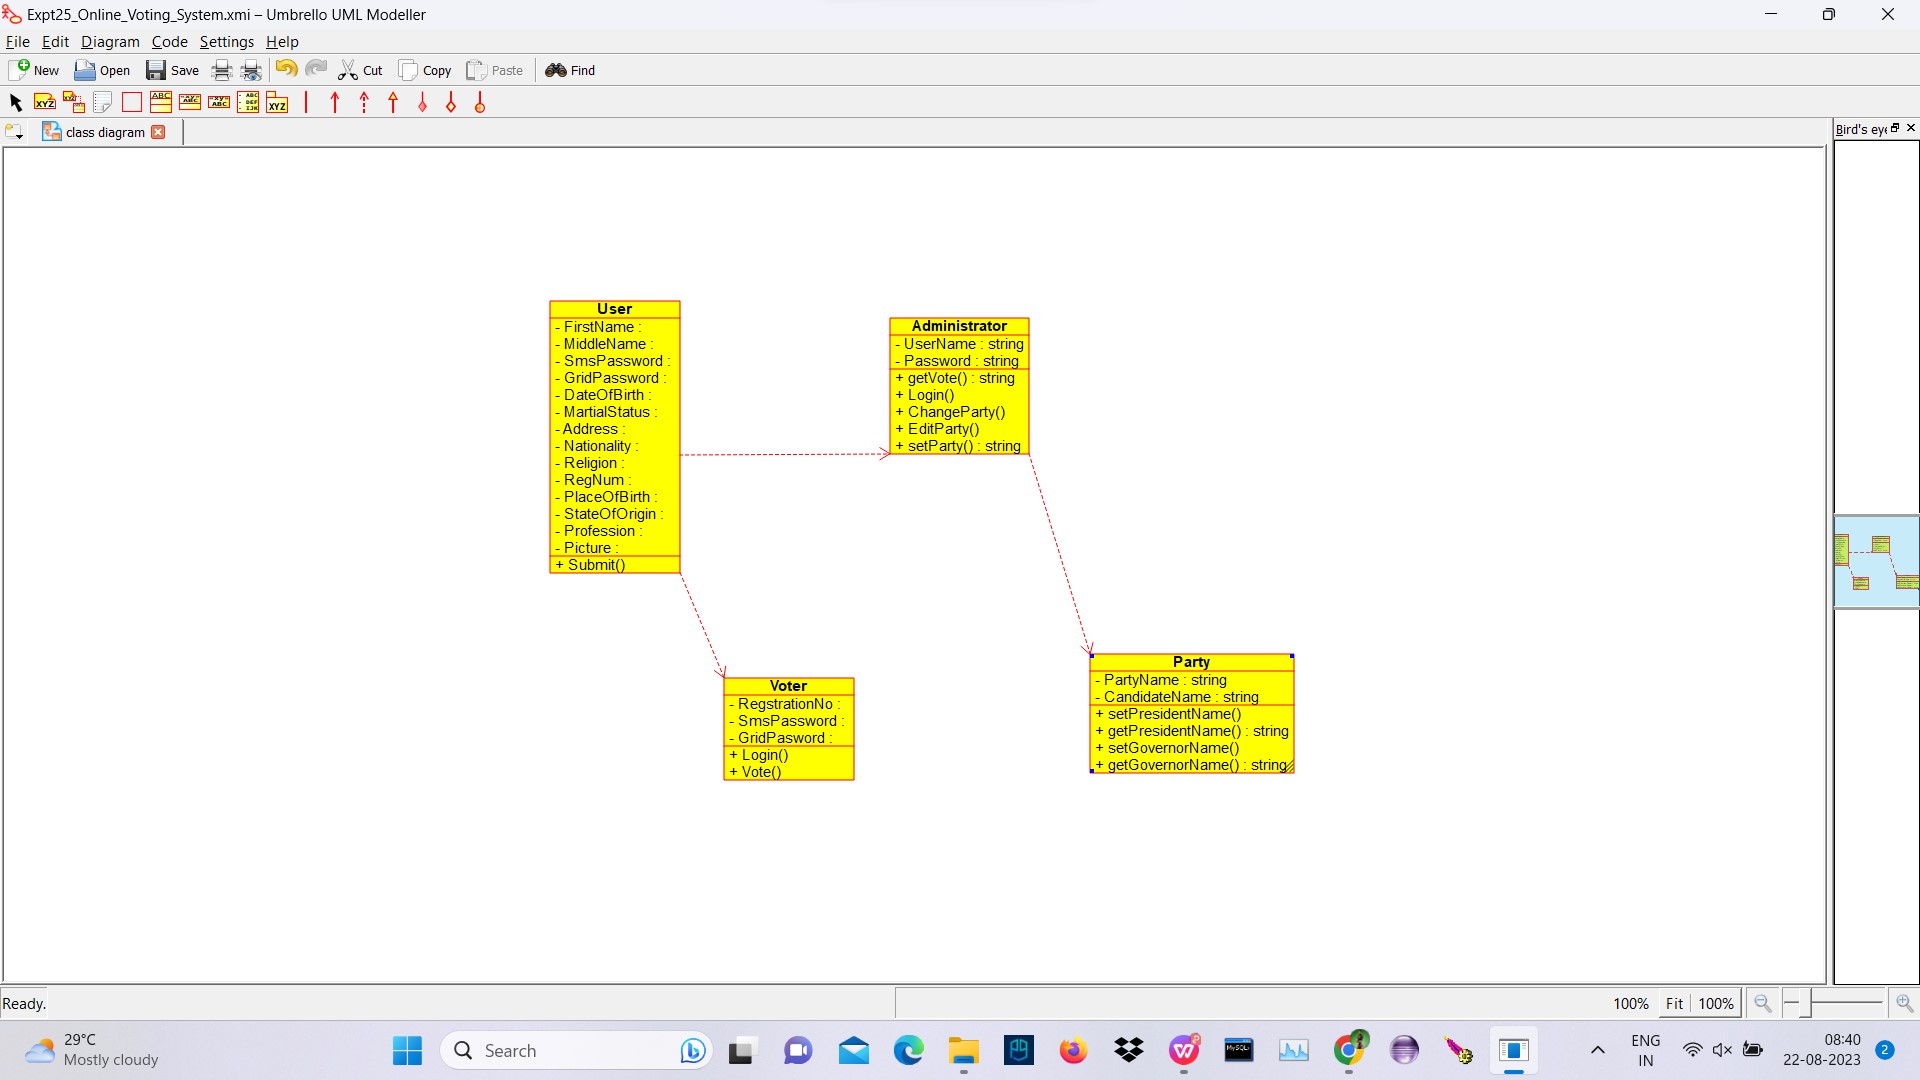 Expt25_Online_Voting_System.xmi – Umbrello UML Modeller
File Edit Diagram Code Settings Help
New Open Save Cut Copy Paste Find
XYZ ABC XYZ
class diagram
Bird's eye
User
- FirstName :
- MiddleName :
- SmsPassword :
- GridPassword :
- DateOfBirth :
- MartialStatus :
- Address :
- Nationality :
- Religion :
- RegNum :
- PlaceOfBirth :
- StateOfOrigin :
- Profession :
- Picture :
+ Submit()
Administrator
- UserName : string
- Password : string
+ getVote() : string
+ Login()
+ ChangeParty()
+ EditParty()
+ setParty() : string
Voter
- RegstrationNo :
- SmsPassword :
- GridPasword :
+ Login()
+ Vote()
Party
- PartyName : string
- CandidateName : string
+ setPresidentName()
+ getPresidentName() : string
+ setGovernorName()
+ getGovernorName() : string
Ready.
100% Fit 100%
29°C
Mostly cloudy
Search
ENG
IN
08:40
22-08-2023
2